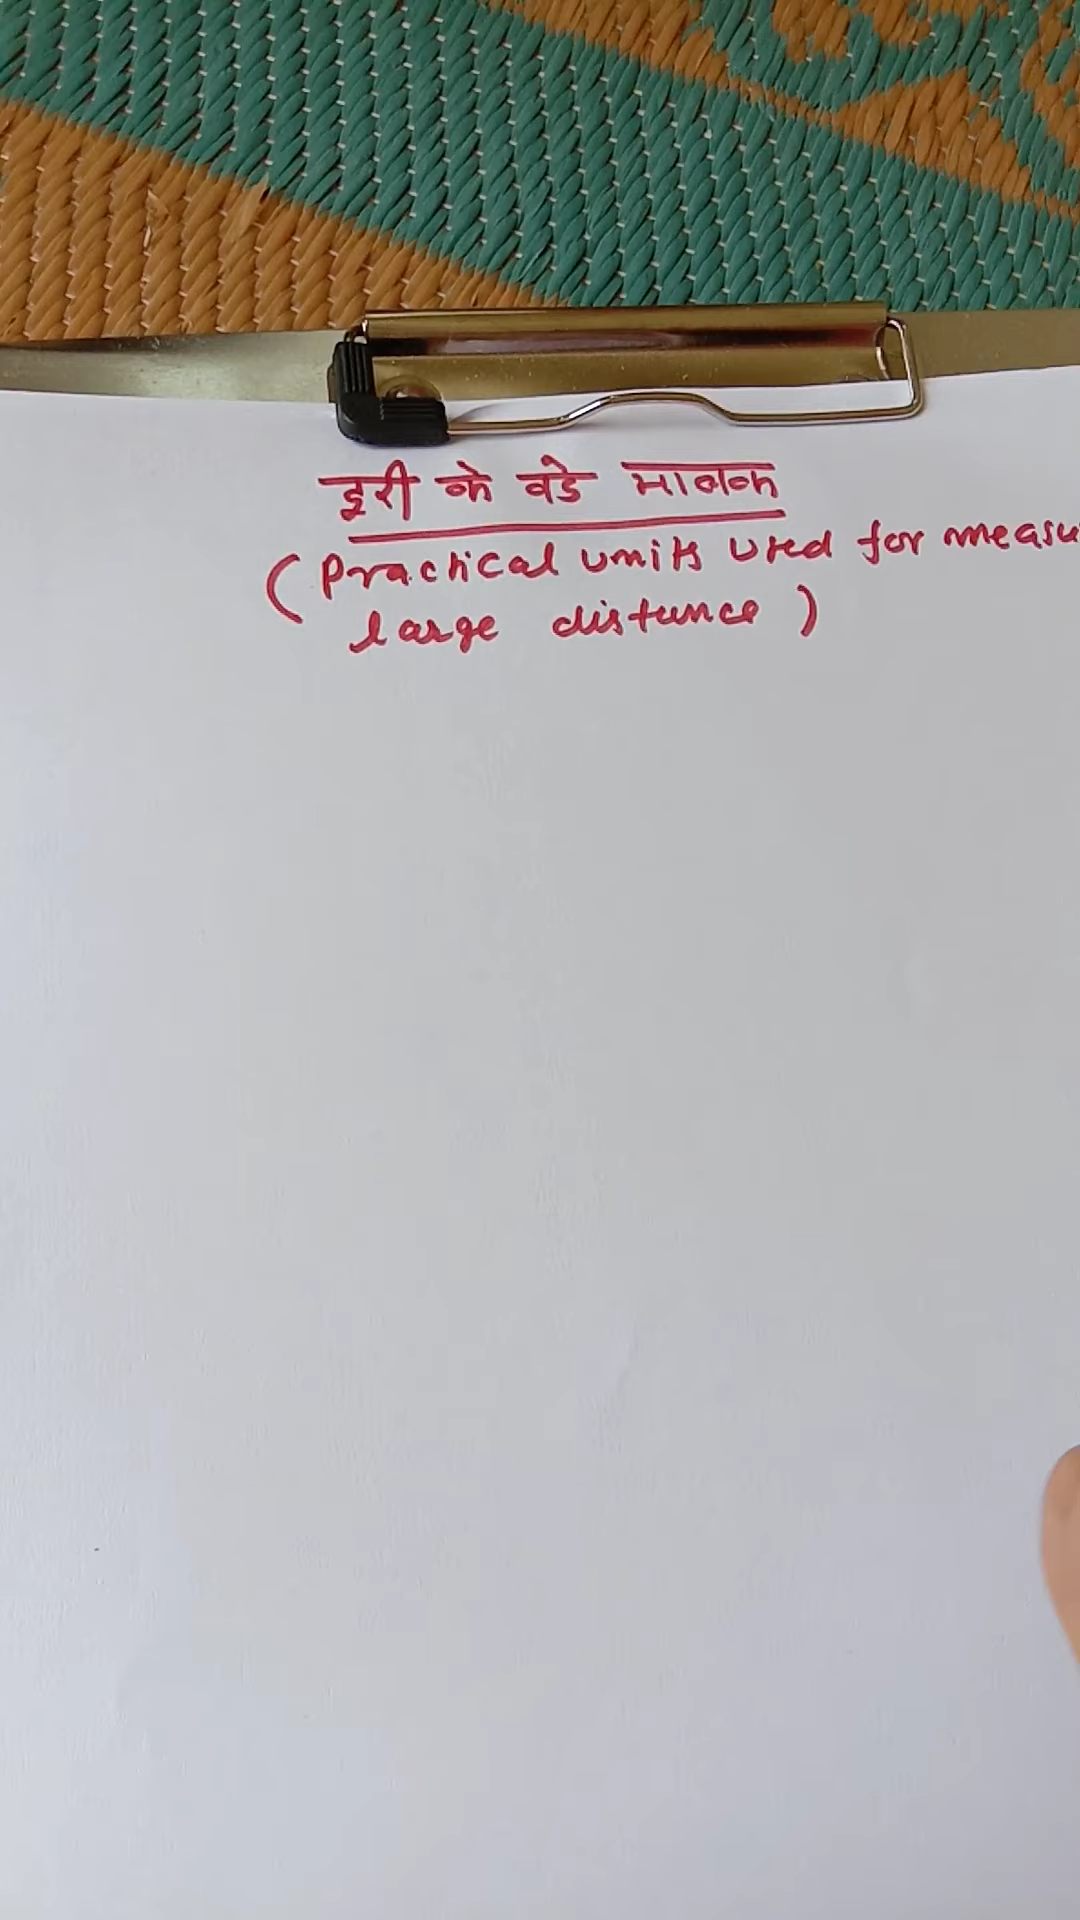 दूरी के बडे मात्रक
(Practical units used for measu
large distance)